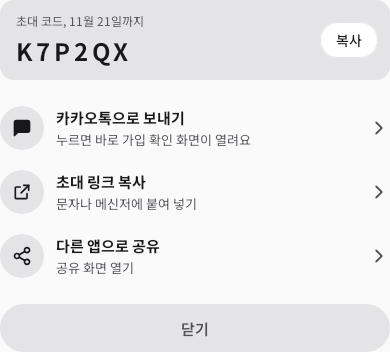 초대 코드, 11월 21일까지
K7P2QX
복사
카카오톡으로 보내기
누르면 바로 가입 확인 화면이 열려요
초대 링크 복사
문자나 메신저에 붙여 넣기
다른 앱으로 공유
공유 화면 열기
닫기